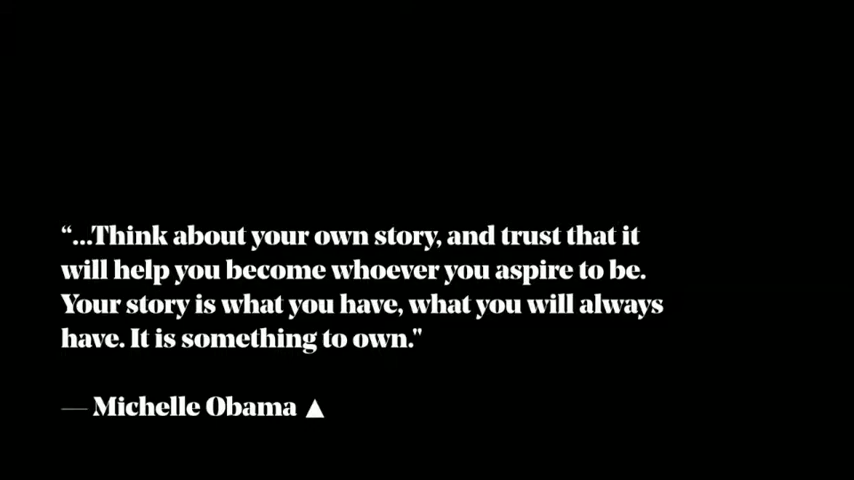 “...Think about your own story, and trust that it
will help you become whoever you aspire to be.
Your story is what you have, what you will always
have. It is something to own."
— Michelle Obama ▲